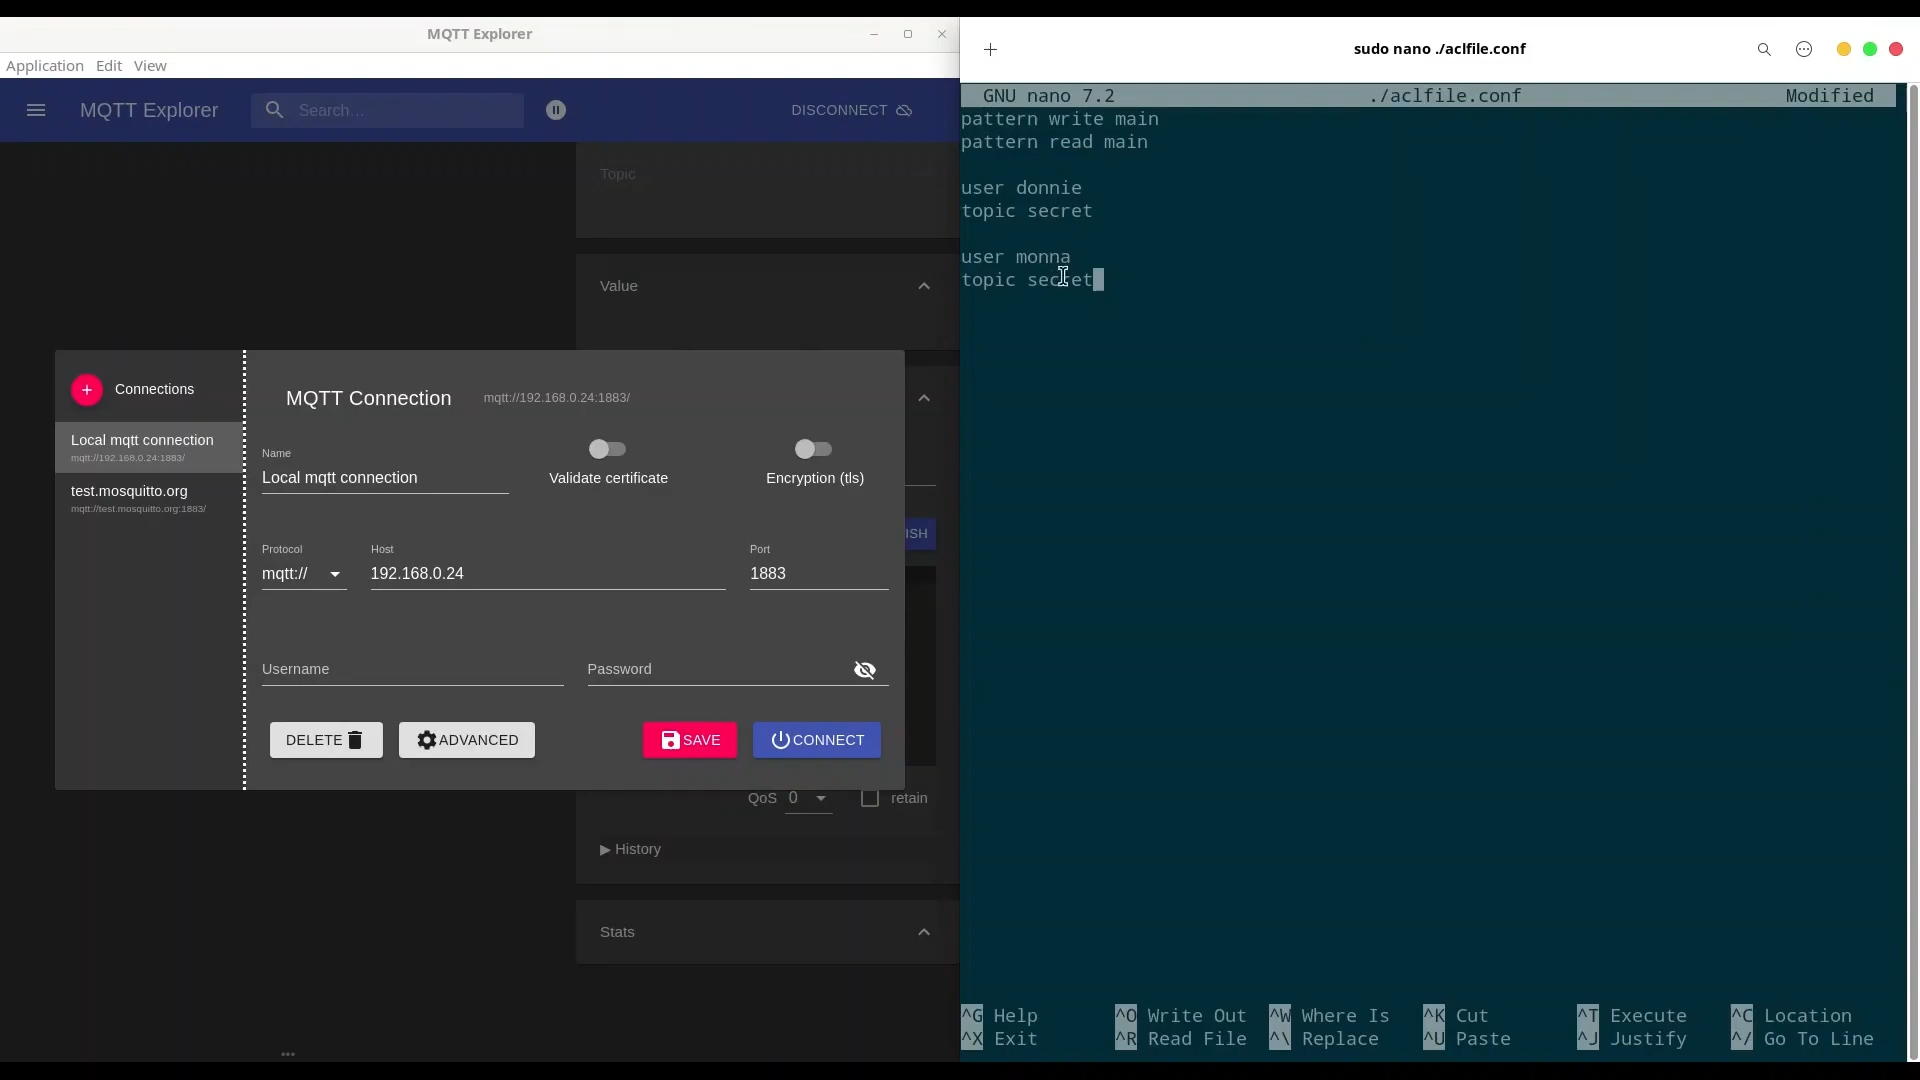 MQTT Explorer
Application Edit View
MQTT Explorer Search... DISCONNECT
Topic
Value
Connections
Local mqtt connection
mqtt://192.168.0.24:1883/
test.mosquitto.org
mqtt://test.mosquitto.org:1883/
MQTT Connection mqtt://192.168.0.24:1883/
Name
Local mqtt connection
Validate certificate
Encryption (tls)
Protocol Host Port
mqtt:// 192.168.0.24 1883
ISH
Username Password
DELETE ADVANCED SAVE CONNECT
QoS 0 retain
▶ History
Stats
sudo nano ./aclfile.conf
GNU nano 7.2 ./aclfile.conf Modified
pattern write main
pattern read main
user donnie
topic secret
user monna
topic secret
^G Help ^O Write Out ^W Where Is ^K Cut ^T Execute ^C Location
^X Exit ^R Read File ^\ Replace ^U Paste ^J Justify ^/ Go To Line